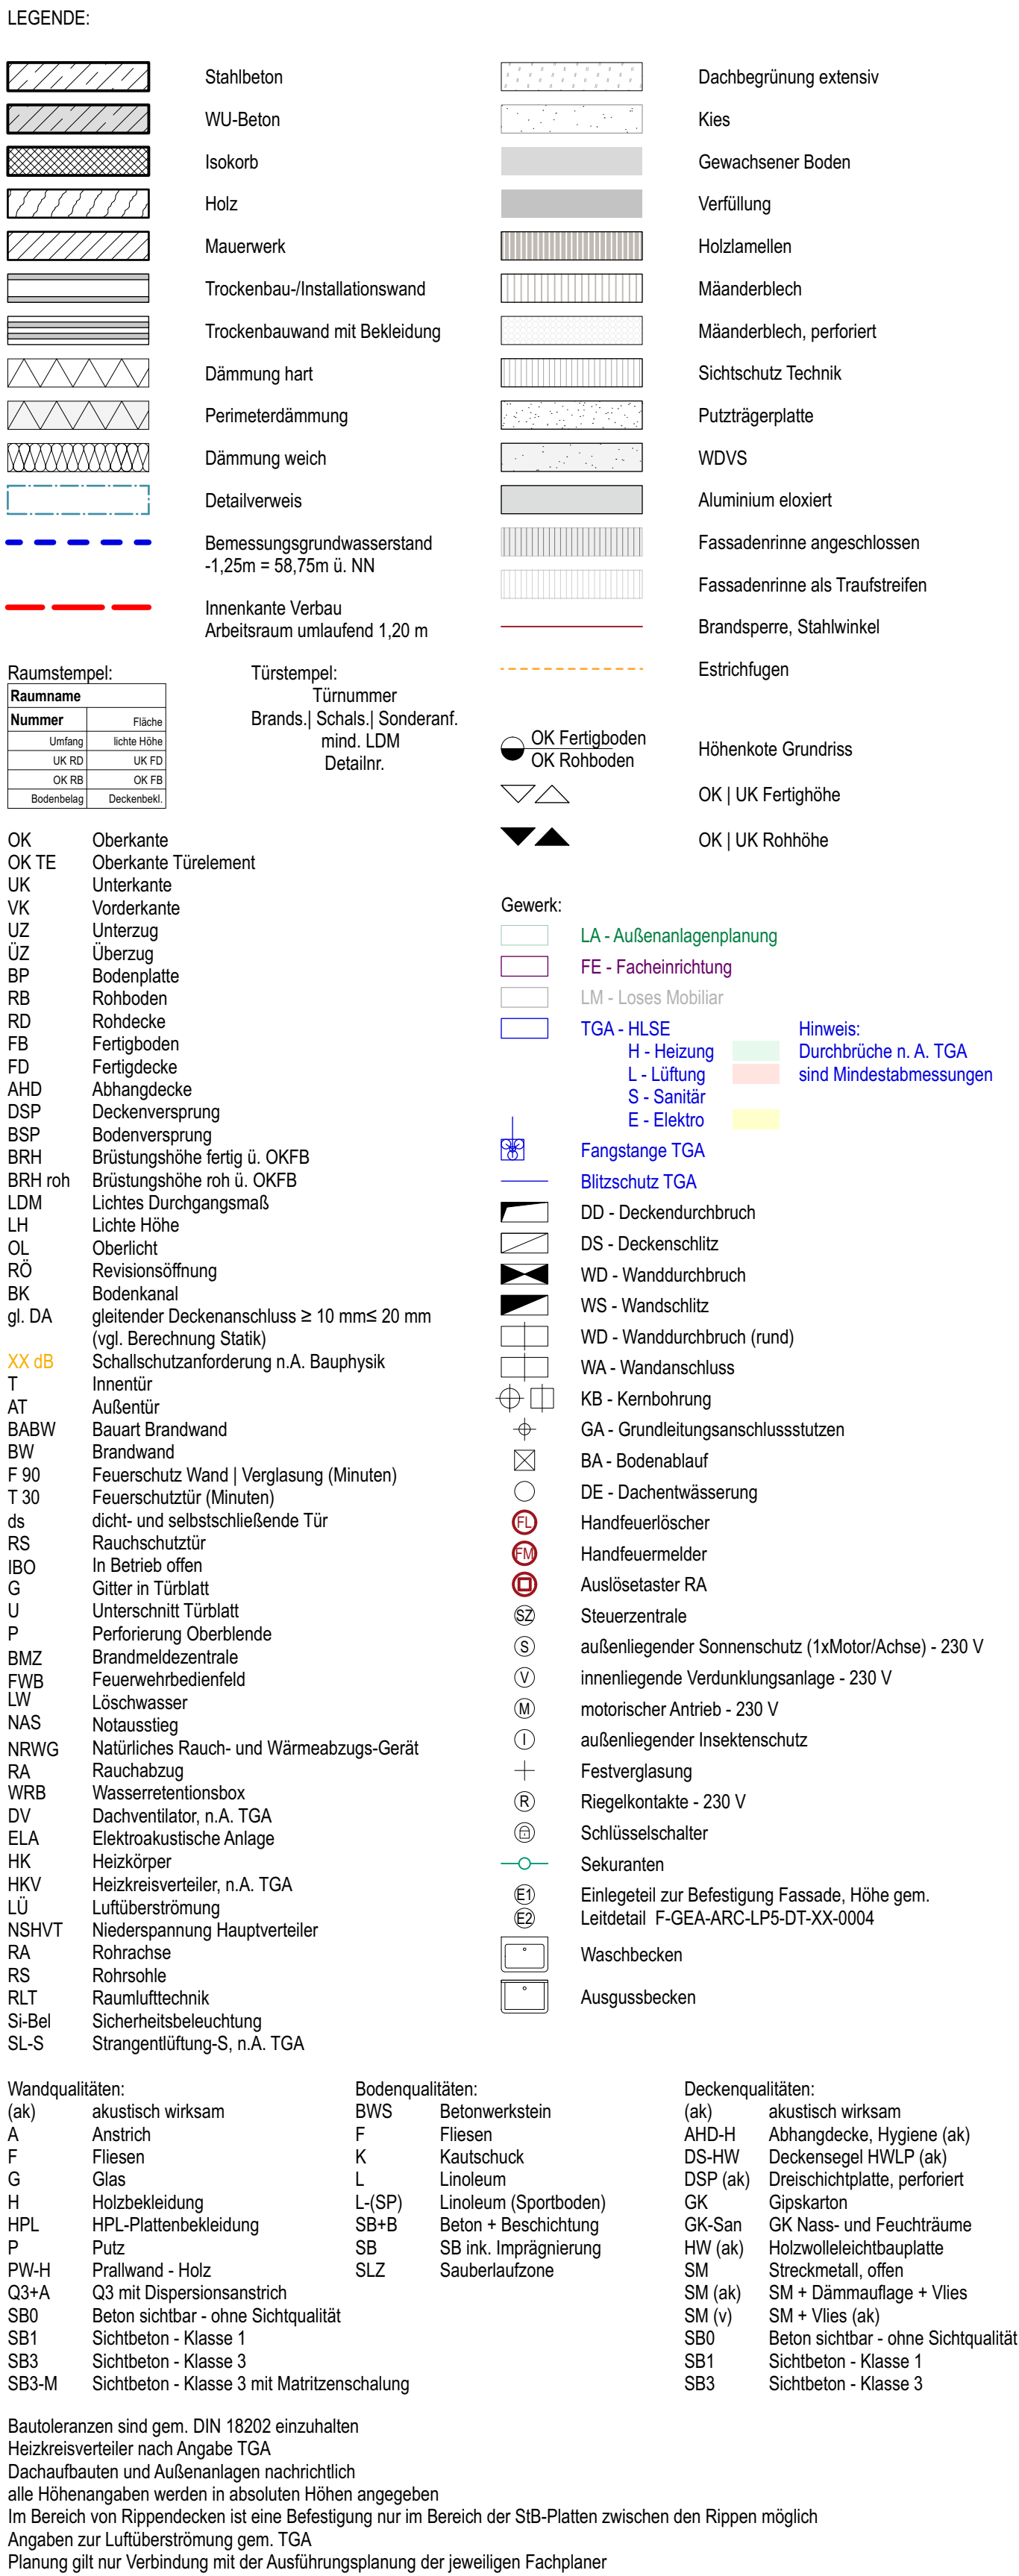 LEGENDE:
Stahlbeton
WU-Beton
Isokorb
Holz
Mauerwerk
Trockenbau-/Installationswand
Trockenbauwand mit Bekleidung
Dämmung hart
Perimeterdämmung
Dämmung weich
Detailverweis
Bemessungsgrundwasserstand
-1,25m = 58,75m ü. NN
Innenkante Verbau
Arbeitsraum umlaufend 1,20 m
Dachbegrünung extensiv
Kies
Gewachsener Boden
Verfüllung
Holzlamellen
Mäanderblech
Mäanderblech, perforiert
Sichtschutz Technik
Putzträgerplatte
WDVS
Aluminium eloxiert
Fassadenrinne angeschlossen
Fassadenrinne als Traufstreifen
Brandsperre, Stahlwinkel
Estrichfugen
Raumstempel:
Raumname
Nummer Fläche
Umfang lichte Höhe
UK RD UK FD
OK RB OK FB
Bodenbelag Deckenbekl.
Türstempel:
Türnummer
Brands.| Schals.| Sonderanf.
mind. LDM
Detailnr.
OK Fertigboden
OK Rohboden
Höhenkote Grundriss
OK | UK Fertighöhe
OK | UK Rohhöhe
OK Oberkante
OK TE Oberkante Türelement
UK Unterkante
VK Vorderkante
UZ Unterzug
ÜZ Überzug
BP Bodenplatte
RB Rohboden
RD Rohdecke
FB Fertigboden
FD Fertigdecke
AHD Abhangdecke
DSP Deckenversprung
BSP Bodenversprung
BRH Brüstungshöhe fertig ü. OKFB
BRH roh Brüstungshöhe roh ü. OKFB
LDM Lichtes Durchgangsmaß
LH Lichte Höhe
OL Oberlicht
RÖ Revisionsöffnung
BK Bodenkanal
gl. DA gleitender Deckenanschluss ≥ 10 mm≤ 20 mm
(vgl. Berechnung Statik)
XX dB Schallschutzanforderung n.A. Bauphysik
T Innentür
AT Außentür
BABW Bauart Brandwand
BW Brandwand
F 90 Feuerschutz Wand | Verglasung (Minuten)
T 30 Feuerschutztür (Minuten)
ds dicht- und selbstschließende Tür
RS Rauchschutztür
IBO In Betrieb offen
G Gitter in Türblatt
U Unterschnitt Türblatt
P Perforierung Oberblende
BMZ Brandmeldezentrale
FWB Feuerwehrbedienfeld
LW Löschwasser
NAS Notausstieg
NRWG Natürliches Rauch- und Wärmeabzugs-Gerät
RA Rauchabzug
WRB Wasserretentionsbox
DV Dachventilator, n.A. TGA
ELA Elektroakustische Anlage
HK Heizkörper
HKV Heizkreisverteiler, n.A. TGA
LÜ Luftüberströmung
NSHVT Niederspannung Hauptverteiler
RA Rohrachse
RS Rohrsohle
RLT Raumlufttechnik
Si-Bel Sicherheitsbeleuchtung
SL-S Strangentlüftung-S, n.A. TGA
Gewerk:
LA - Außenanlagenplanung
FE - Facheinrichtung
LM - Loses Mobiliar
TGA - HLSE
H - Heizung
L - Lüftung
S - Sanitär
E - Elektro
Hinweis:
Durchbrüche n. A. TGA
sind Mindestabmessungen
Fangstange TGA
Blitzschutz TGA
DD - Deckendurchbruch
DS - Deckenschlitz
WD - Wanddurchbruch
WS - Wandschlitz
WD - Wanddurchbruch (rund)
WA - Wandanschluss
KB - Kernbohrung
GA - Grundleitungsanschlussstutzen
BA - Bodenablauf
DE - Dachentwässerung
FL Handfeuerlöscher
FM Handfeuermelder
Auslösetaster RA
SZ Steuerzentrale
S außenliegender Sonnenschutz (1xMotor/Achse) - 230 V
V innenliegende Verdunklungsanlage - 230 V
M motorischer Antrieb - 230 V
I außenliegender Insektenschutz
Festverglasung
R Riegelkontakte - 230 V
Schlüsselschalter
Sekuranten
E1 Einlegeteil zur Befestigung Fassade, Höhe gem.
E2 Leitdetail F-GEA-ARC-LP5-DT-XX-0004
Waschbecken
Ausgussbecken
Wandqualitäten:
(ak) akustisch wirksam
A Anstrich
F Fliesen
G Glas
H Holzbekleidung
HPL HPL-Plattenbekleidung
P Putz
PW-H Prallwand - Holz
Q3+A Q3 mit Dispersionsanstrich
SB0 Beton sichtbar - ohne Sichtqualität
SB1 Sichtbeton - Klasse 1
SB3 Sichtbeton - Klasse 3
SB3-M Sichtbeton - Klasse 3 mit Matritzenschalung
Bodenqualitäten:
BWS Betonwerkstein
F Fliesen
K Kautschuck
L Linoleum
L-(SP) Linoleum (Sportboden)
SB+B Beton + Beschichtung
SB SB ink. Imprägnierung
SLZ Sauberlaufzone
Deckenqualitäten:
(ak) akustisch wirksam
AHD-H Abhangdecke, Hygiene (ak)
DS-HW Deckensegel HWLP (ak)
DSP (ak) Dreischichtplatte, perforiert
GK Gipskarton
GK-San GK Nass- und Feuchträume
HW (ak) Holzwolleleichtbauplatte
SM Streckmetall, offen
SM (ak) SM + Dämmauflage + Vlies
SM (v) SM + Vlies (ak)
SB0 Beton sichtbar - ohne Sichtqualität
SB1 Sichtbeton - Klasse 1
SB3 Sichtbeton - Klasse 3
Bautoleranzen sind gem. DIN 18202 einzuhalten
Heizkreisverteiler nach Angabe TGA
Dachaufbauten und Außenanlagen nachrichtlich
alle Höhenangaben werden in absoluten Höhen angegeben
Im Bereich von Rippendecken ist eine Befestigung nur im Bereich der StB-Platten zwischen den Rippen möglich
Angaben zur Luftüberströmung gem. TGA
Planung gilt nur Verbindung mit der Ausführungsplanung der jeweiligen Fachplaner